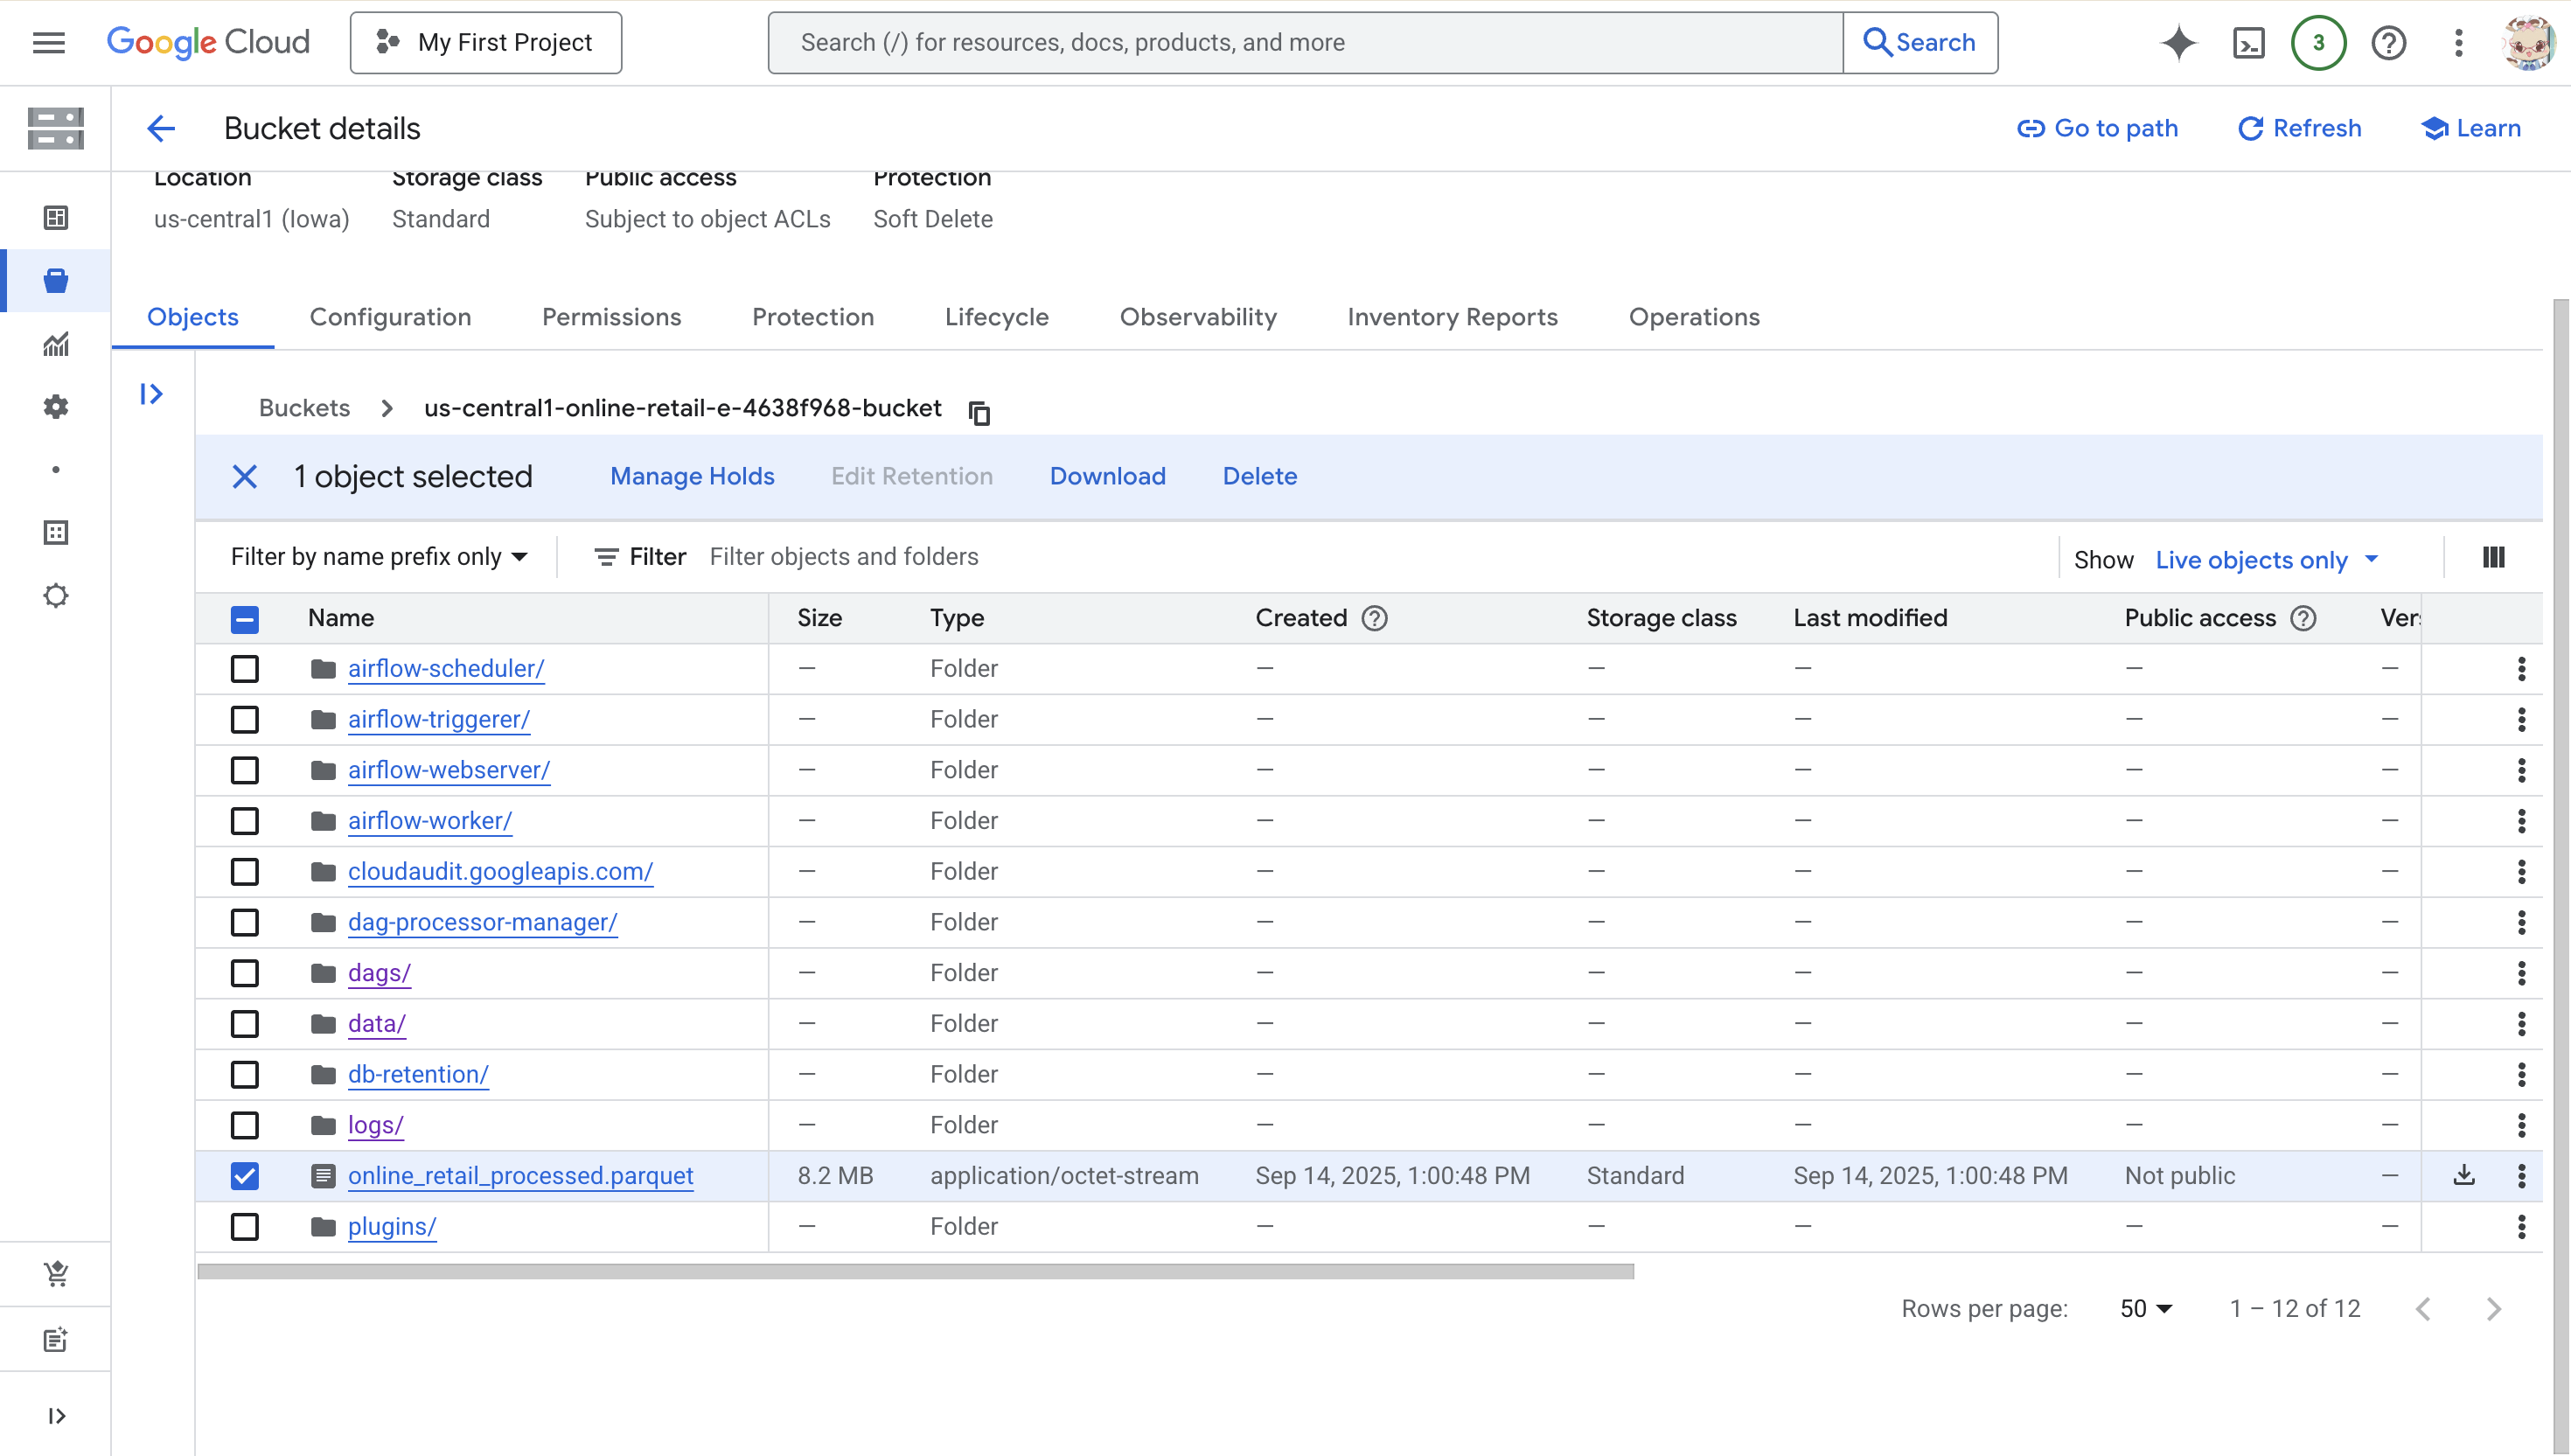 Google Cloud My First Project Search (/) for resources, docs, products, and more Search 3
Bucket details Go to path Refresh Learn
Location Storage class Public access Protection
us-central1 (Iowa) Standard Subject to object ACLs Soft Delete
Objects Configuration Permissions Protection Lifecycle Observability Inventory Reports Operations
Buckets us-central1-online-retail-e-4638f968-bucket
1 object selected Manage Holds Edit Retention Download Delete
Filter by name prefix only Filter Filter objects and folders Show Live objects only
Name Size Type Created Storage class Last modified Public access Vers
airflow-scheduler/ — Folder — — — — —
airflow-triggerer/ — Folder — — — — —
airflow-webserver/ — Folder — — — — —
airflow-worker/ — Folder — — — — —
cloudaudit.googleapis.com/ — Folder — — — — —
dag-processor-manager/ — Folder — — — — —
dags/ — Folder — — — — —
data/ — Folder — — — — —
db-retention/ — Folder — — — — —
logs/ — Folder — — — — —
online_retail_processed.parquet 8.2 MB application/octet-stream Sep 14, 2025, 1:00:48 PM Standard Sep 14, 2025, 1:00:48 PM Not public —
plugins/ — Folder — — — — —
Rows per page: 50 1 – 12 of 12